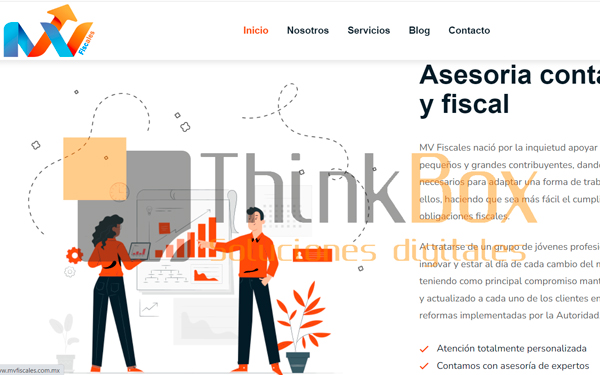 MV
Fiscales
Inicio
Nosotros
Servicios
Blog
Contacto
Asesoria conta
y fiscal
MV Fiscales nació por la inquietud apoyar
pequeños y grandes contribuyentes, dand
necesarios para adaptar una forma de trab
ellos, haciendo que sea más fácil el cumpli
obligaciones fiscales.
ThinkBox
Soluciones digitales
Al tratarse de un grupo de jóvenes profesi
innovar y estar al día de cada cambio del m
teniendo como principal compromiso mant
y actualizado a cada uno de los clientes en
reformas implementadas por la Autoridad.
Atención totalmente personalizada
Contamos con asesoría de expertos
w.mvfiscales.com.mx